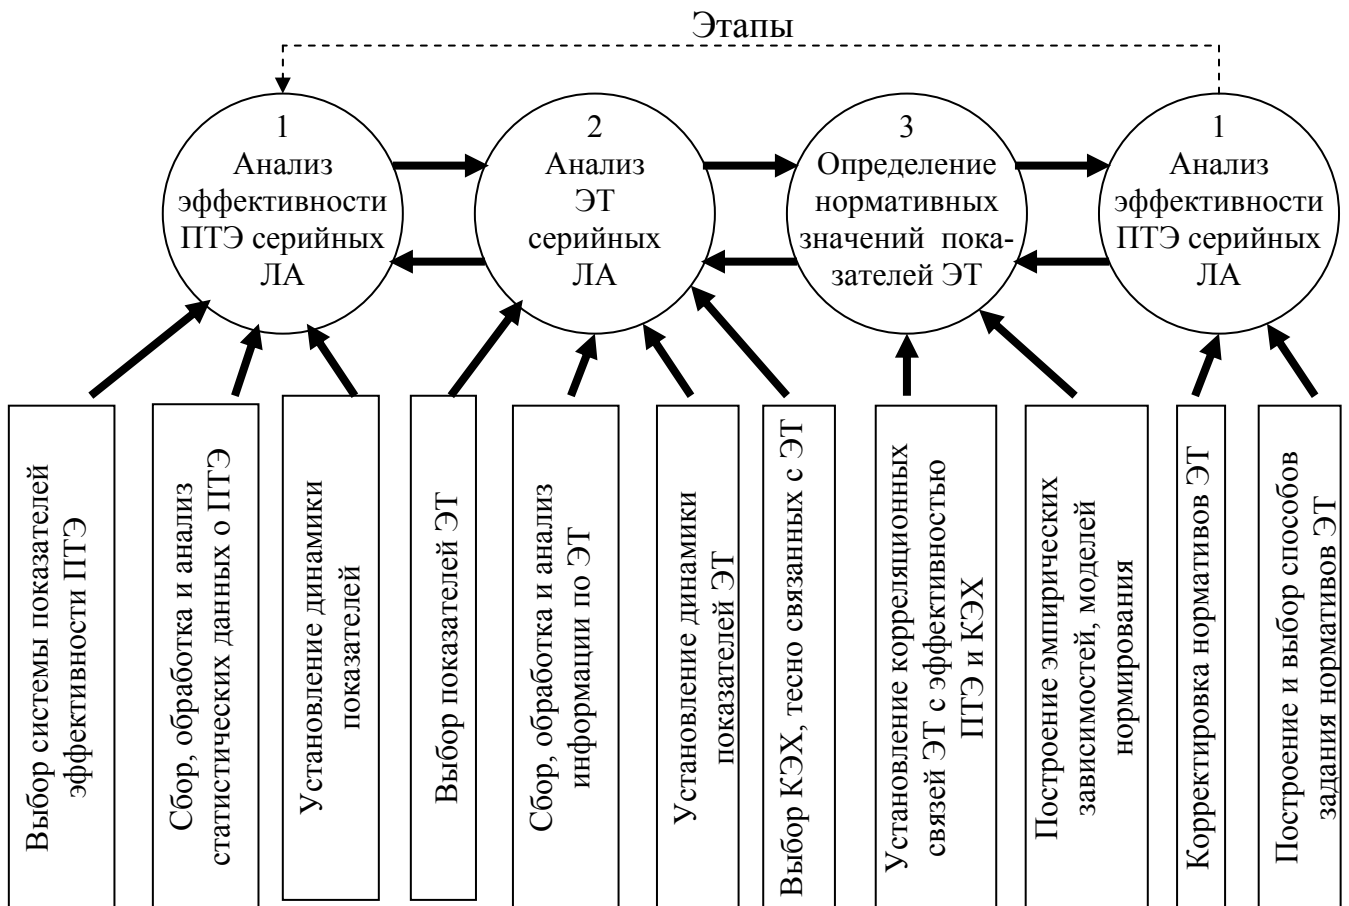 Этапы
1
Анализ
эффективности
ПТЭ серийных
ЛА
2
Анализ
ЭТ
серийных
ЛА
3
Определение
нормативных
значений пока-
зателей ЭТ
1
Анализ
эффективности
ПТЭ серийных
ЛА
Выбор системы показателей
эффективности ПТЭ
Сбор, обработка и анализ
статистических данных о ПТЭ
Установление динамики
показателей
Выбор показателей ЭТ
Сбор, обработка и анализ
информации по ЭТ
Установление динамики
показателей ЭТ
Выбор КЭХ, тесно связанных с ЭТ
Установление корреляционных
связей ЭТ с эффективностью
ПТЭ и КЭХ
Построение эмпирических
зависимостей, моделей
нормирования
Корректировка нормативов ЭТ
Построение и выбор способов
задания нормативов ЭТ